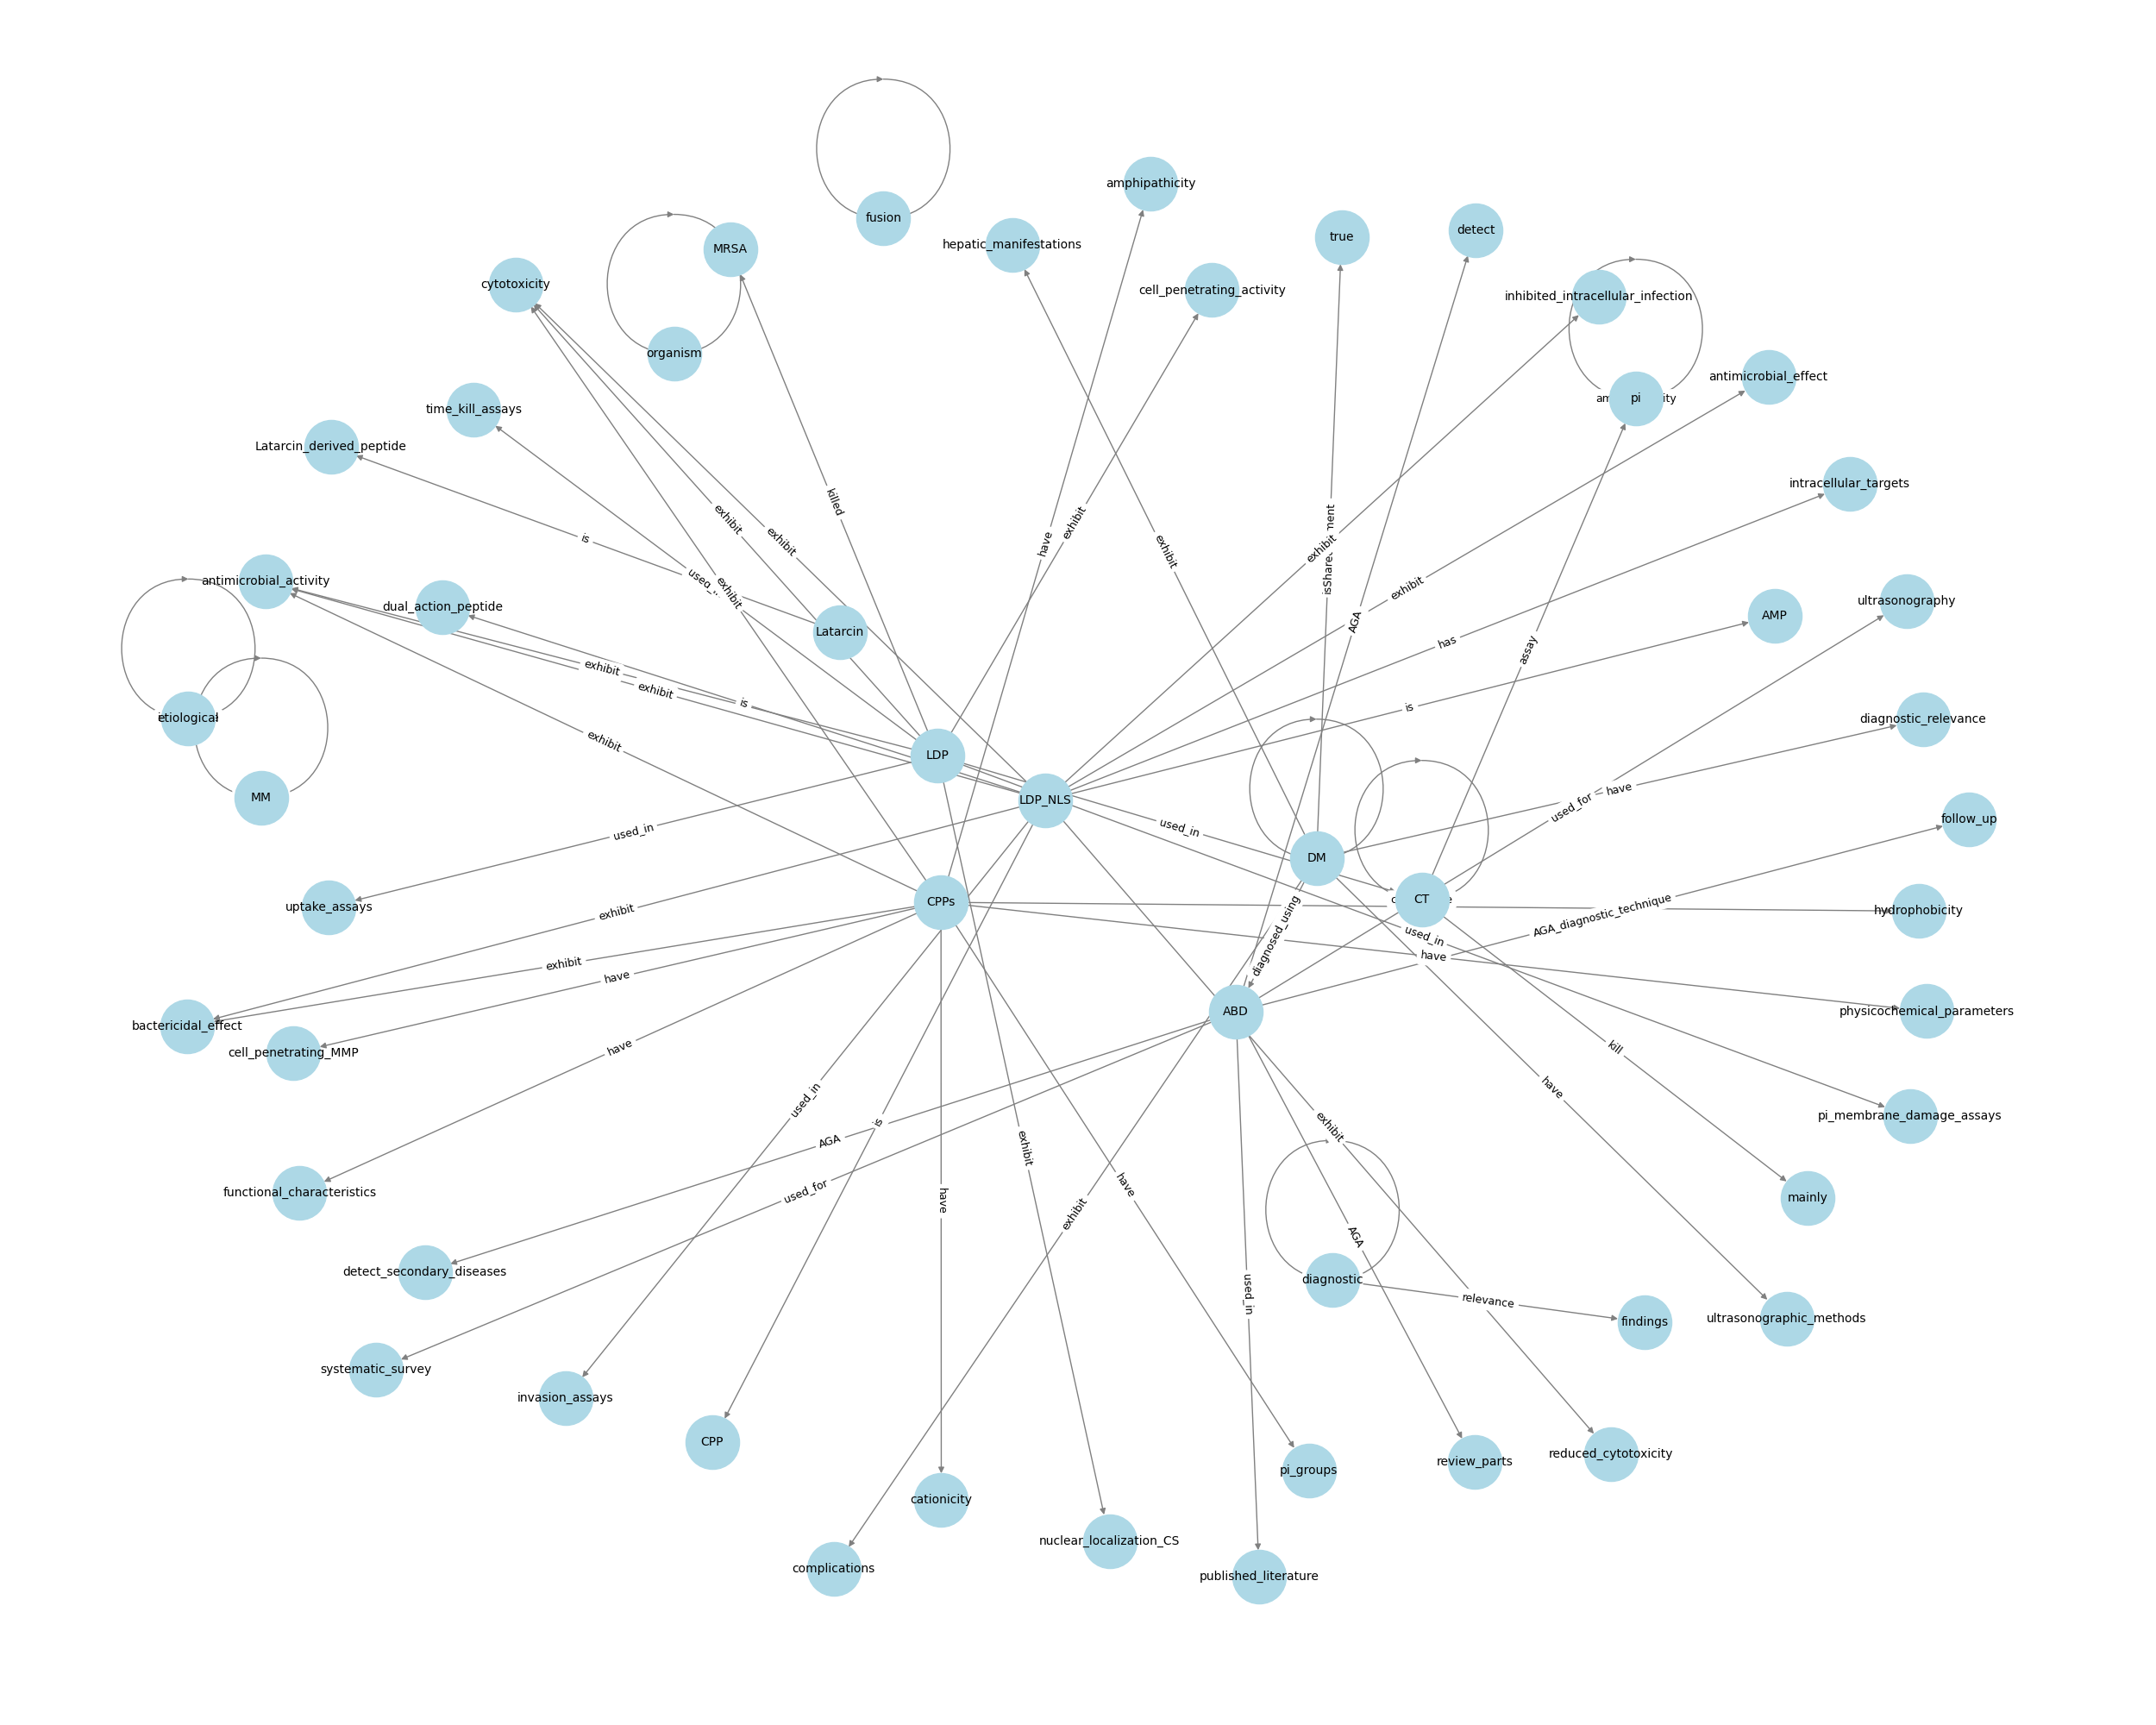 amphipathicity
fusion
true
detect
hepatic_manifestations
MRSA
cytotoxicity
cell_penetrating_activity
inhibited_intracellular_infection
organism
antimicrobial_effect
pi
time_kill_assays
Latarcin_derived_peptide
intracellular_targets
killed
exhibit
exhibit
have
is
exhibit
exhibit
exhibit
antimicrobial_activity
exhibit
exhibit
dual_action_peptide
ultrasonography
AMP
AGA
Latarcin
has
assay
exhibit
exhibit
is
is
etiological
diagnostic_relevance
exhibit
LDP
have
MM
LDP_NLS
used_for
follow_up
used_in
used_in
DM
CT
CPPs
uptake_assays
hydrophobicity
exhibit
AGA_diagnostic_technique
diagnosed_using
used_in
have
exhibit
have
ABD
physicochemical_parameters
bactericidal_effect
have
kill
cell_penetrating_MMP
used_in
have
pi_membrane_damage_assays
is
exhibit
AGA
exhibit
have
used_for
functional_characteristics
have
mainly
exhibit
AGA
detect_secondary_diseases
diagnostic
used_in
relevance
findings
ultrasonographic_methods
systematic_survey
invasion_assays
CPP
reduced_cytotoxicity
review_parts
pi_groups
cationicity
nuclear_localization_CS
complications
published_literature